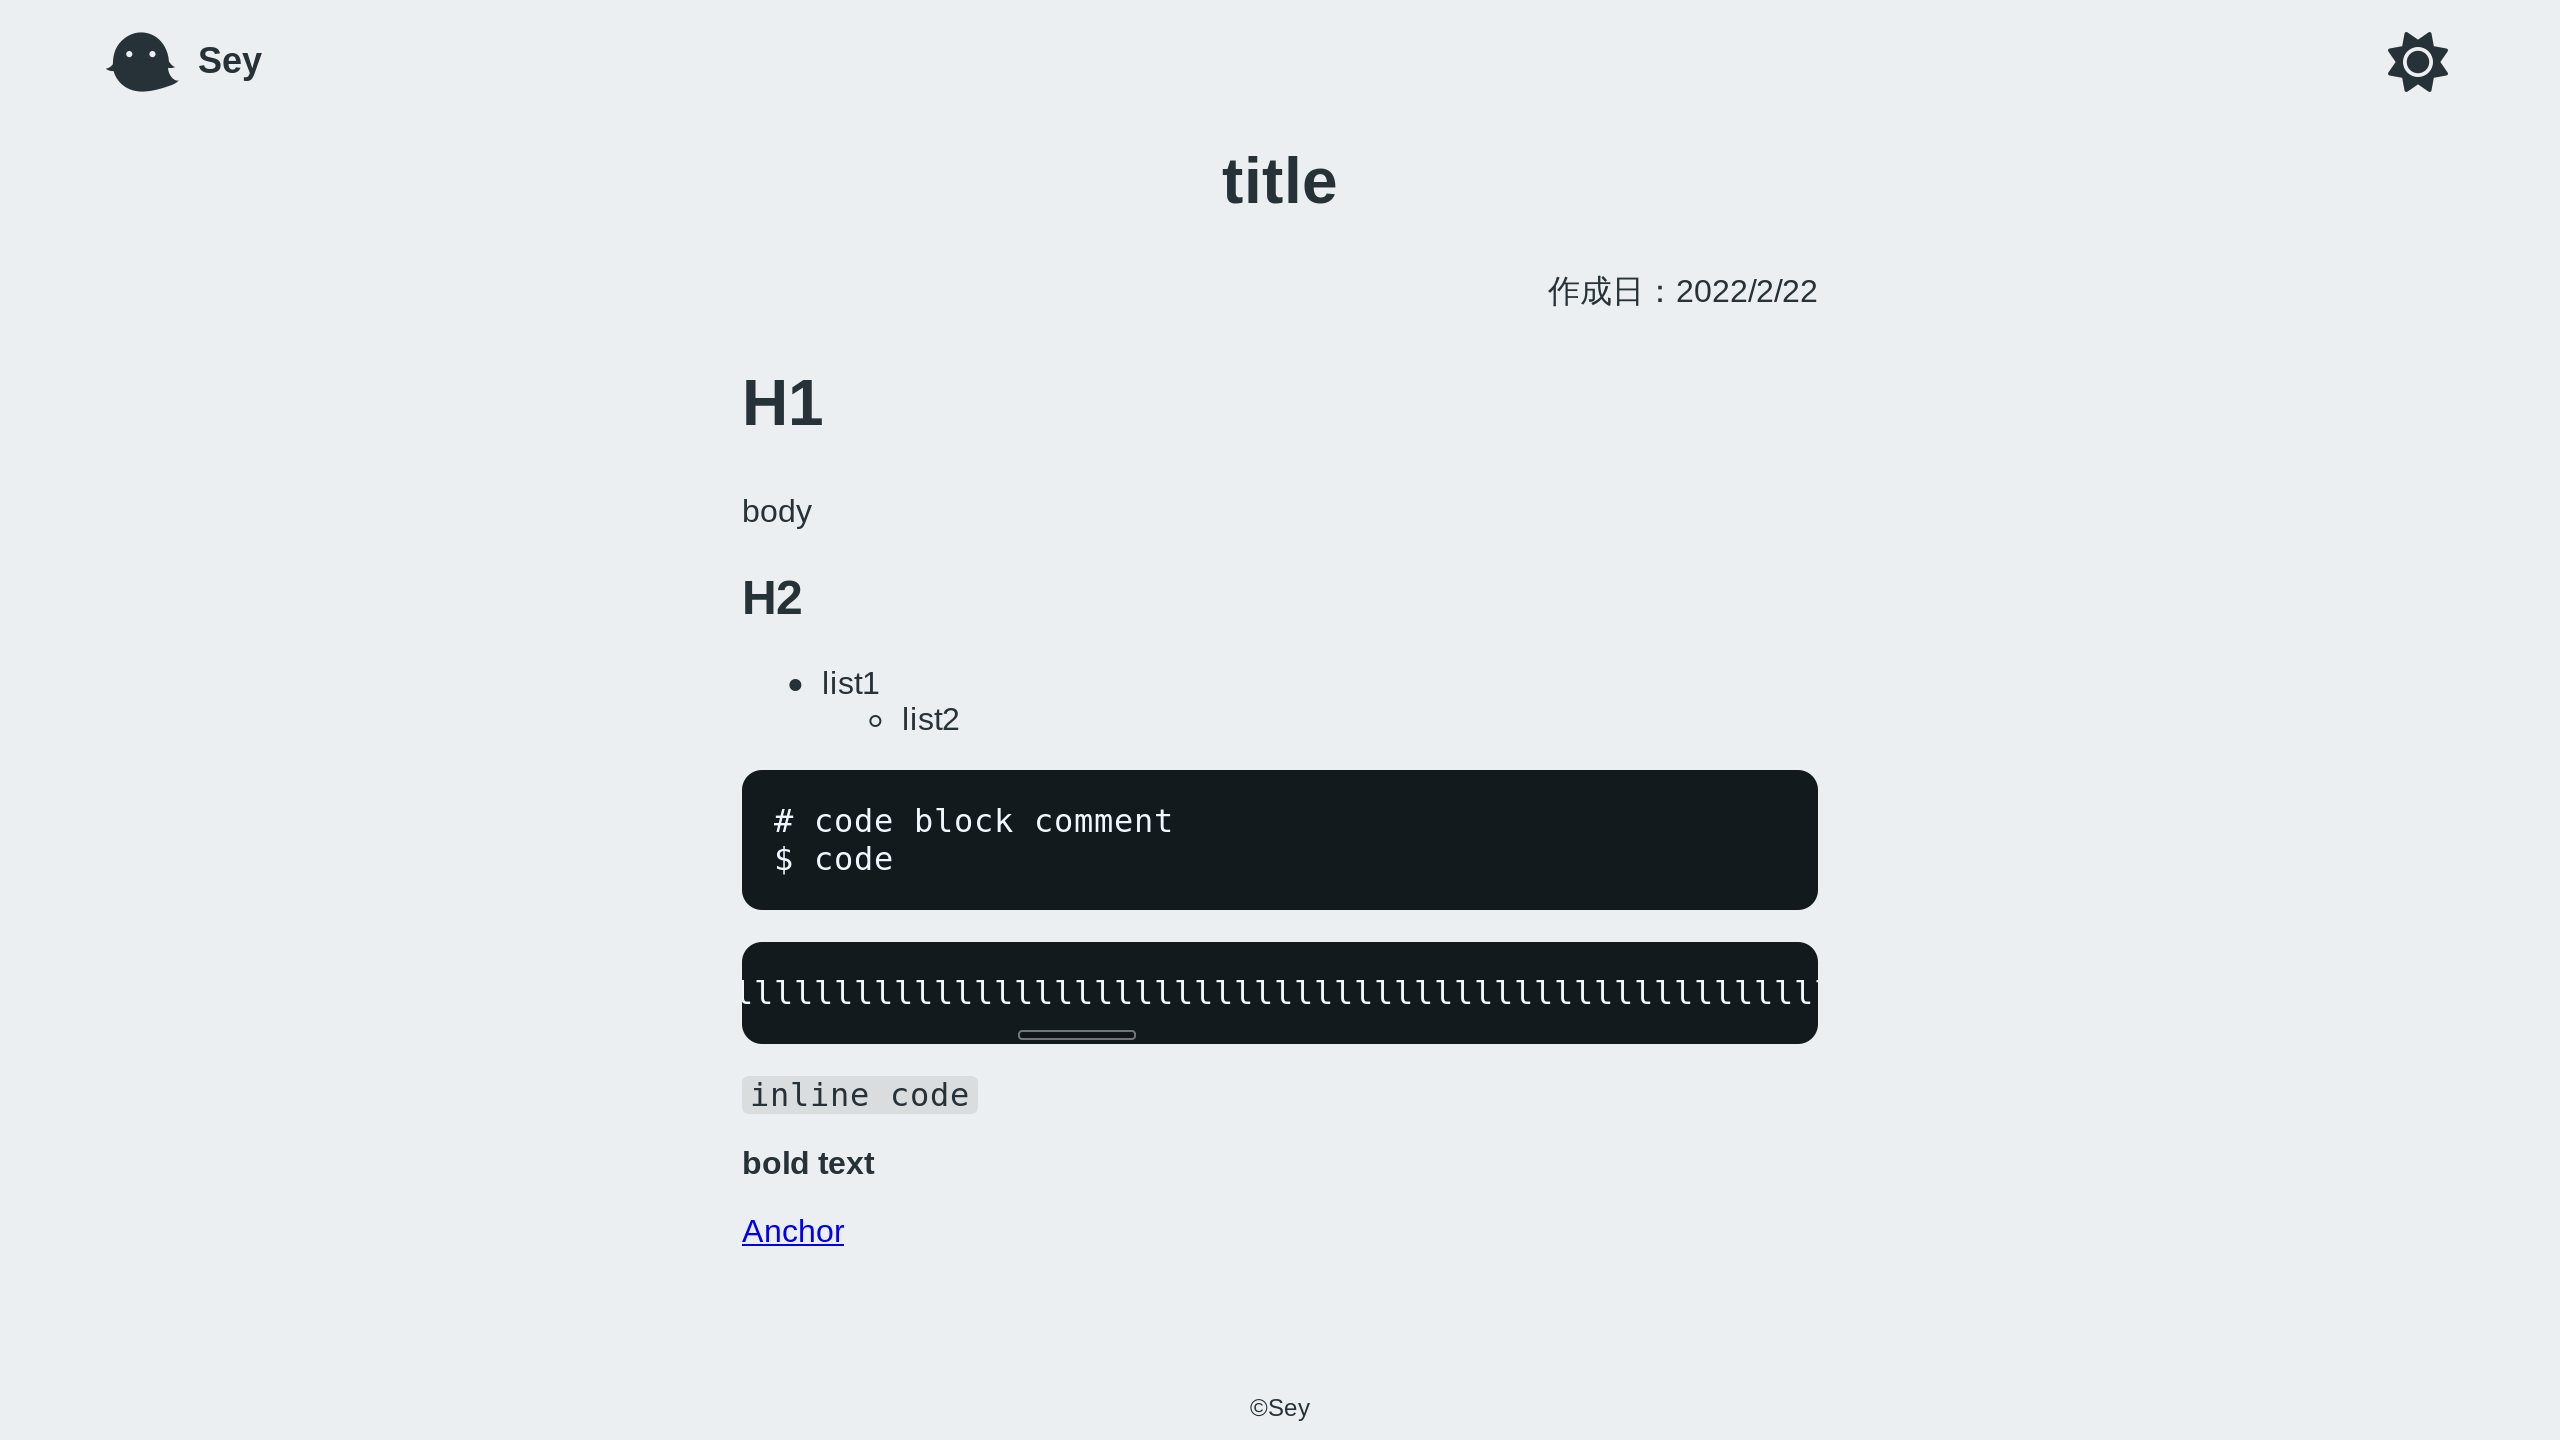 Sey
title
作成日：2022/2/22
H1
body
H2
list1
list2
# code block comment
$ code
inline code
bold text
Anchor
©Sey